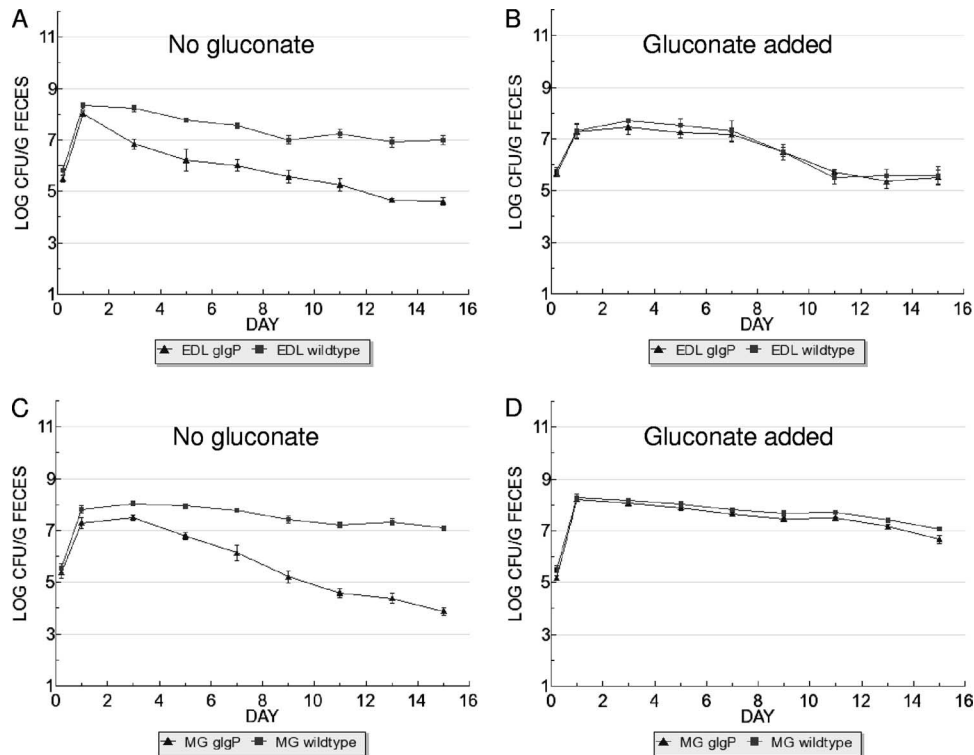 A
No gluconate
LOG CFU/G FECES
11
9
7
5
3
1
0 2 4 6 8 10 12 14 16
DAY
EDL glgP EDL wildtype
B
Gluconate added
LOG CFU/G FECES
11
9
7
5
3
1
0 2 4 6 8 10 12 14 16
DAY
EDL glgP EDL wildtype
C
No gluconate
LOG CFU/G FECES
11
9
7
5
3
1
0 2 4 6 8 10 12 14 16
DAY
MG glgP MG wildtype
D
Gluconate added
LOG CFU/G FECES
11
9
7
5
3
1
0 2 4 6 8 10 12 14 16
DAY
MG glgP MG wildtype